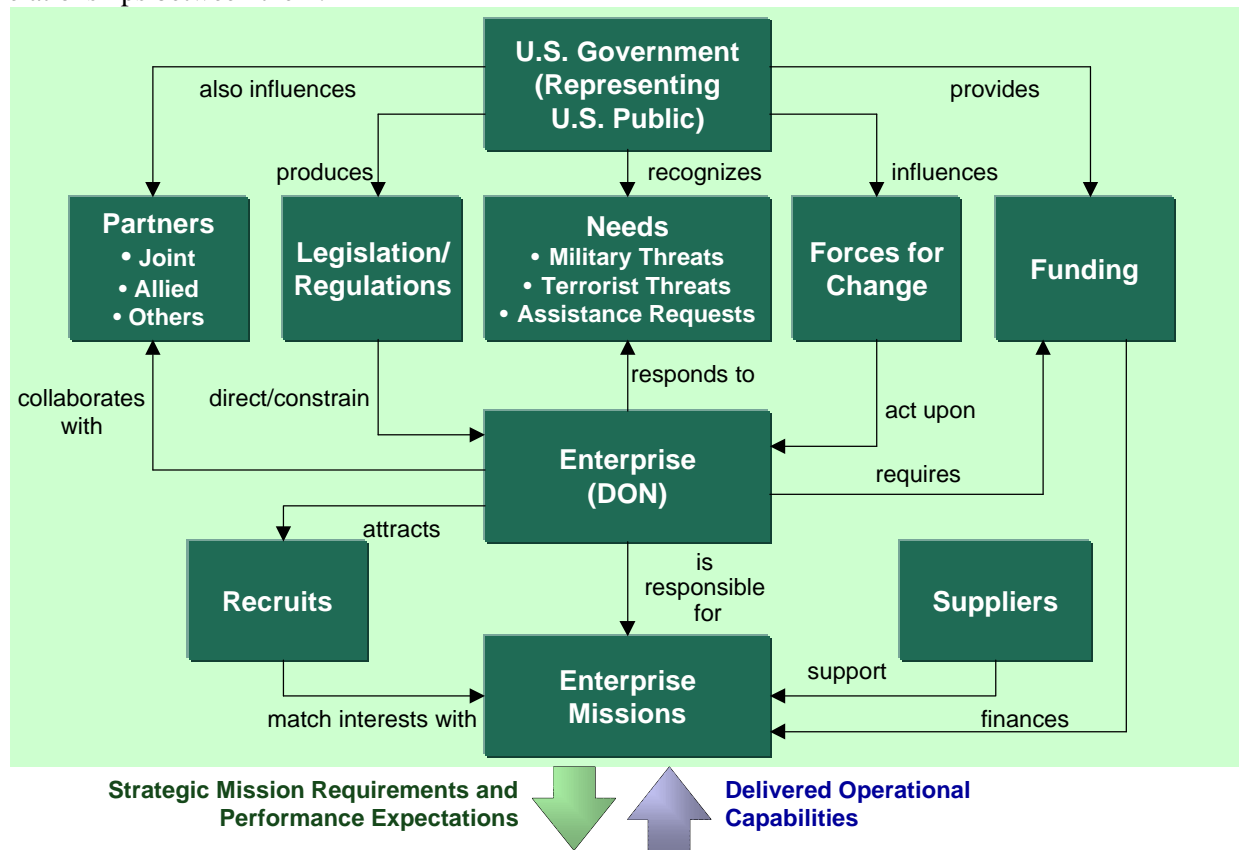 U.S. Government
(Representing
U.S. Public)
also influences
provides
produces
recognizes
influences
Partners
• Joint
• Allied
• Others
Legislation/
Regulations
Needs
• Military Threats
• Terrorist Threats
• Assistance Requests
Forces for
Change
Funding
collaborates
with
direct/constrain
responds to
act upon
Enterprise
(DON)
requires
attracts
is
responsible
for
Recruits
Suppliers
support
Enterprise
Missions
match interests with
finances
Strategic Mission Requirements and
Performance Expectations
Delivered Operational
Capabilities